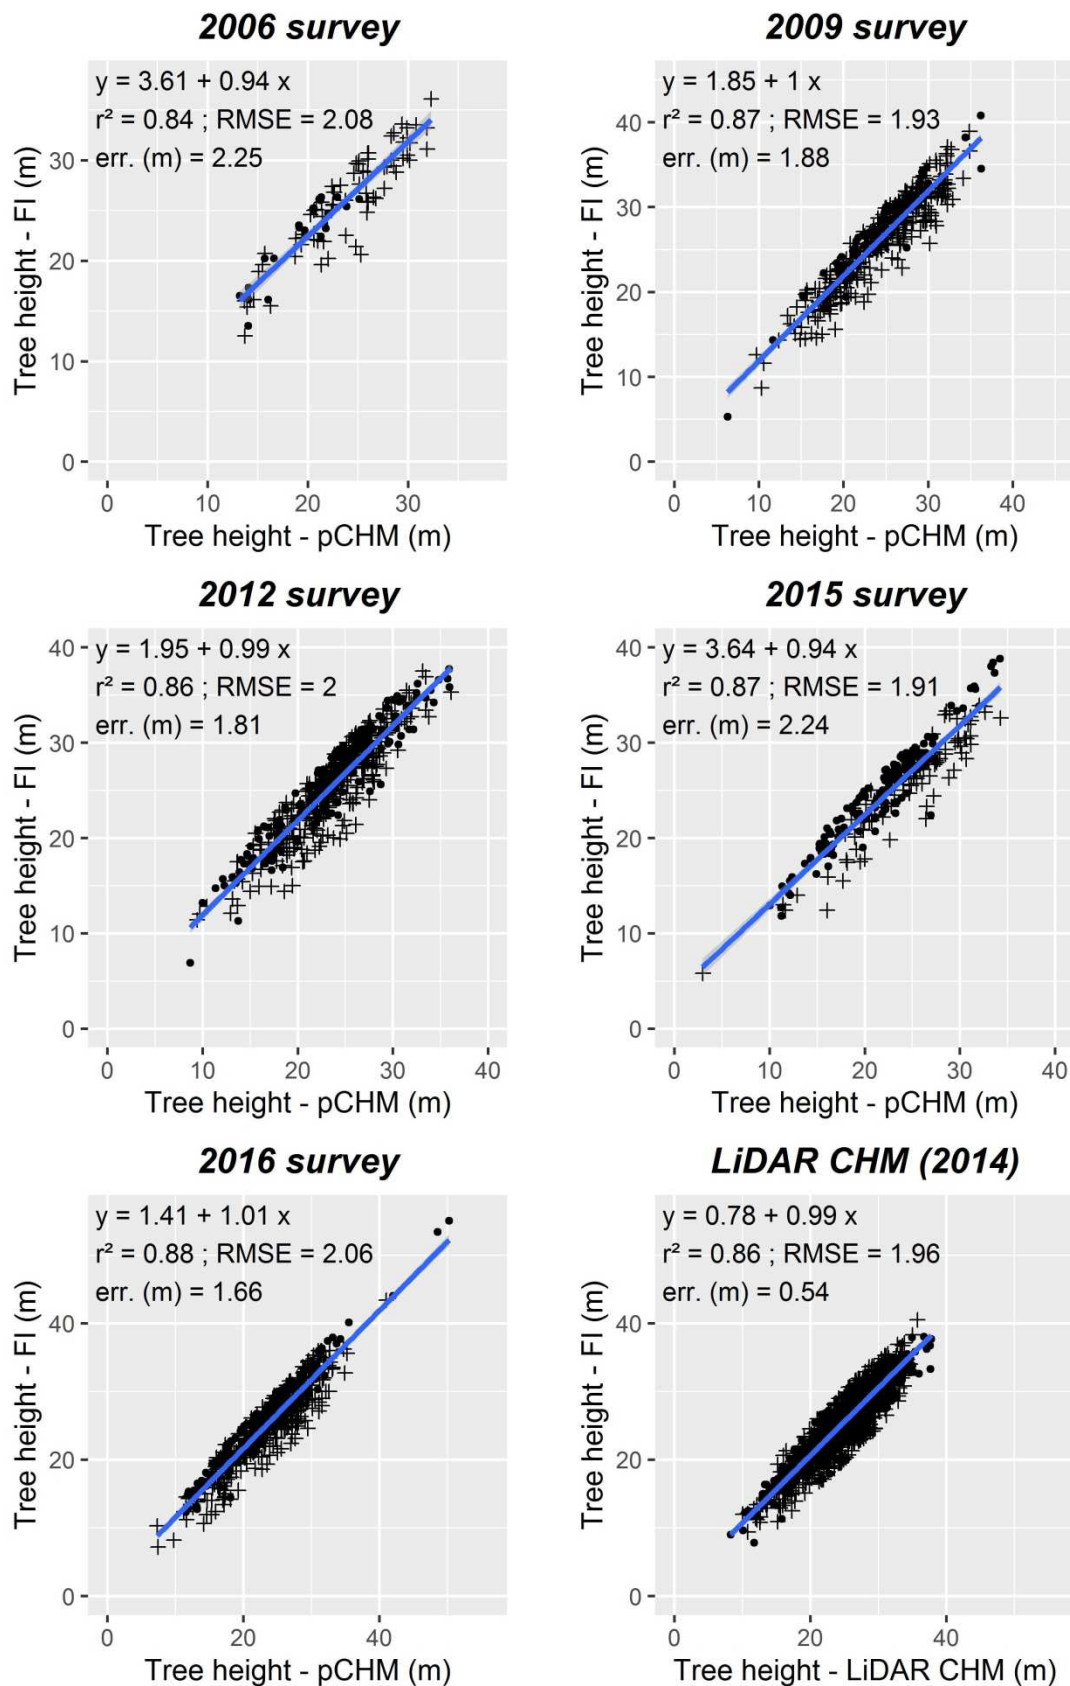 2006 survey
y = 3.61 + 0.94 x
r² = 0.84 ; RMSE = 2.08
err. (m) = 2.25
30
20
10
0
Tree height - FI (m)
0 10 20 30
Tree height - pCHM (m)
2009 survey
y = 1.85 + 1 x
r² = 0.87 ; RMSE = 1.93
err. (m) = 1.88
40
30
20
10
0
Tree height - FI (m)
0 10 20 30 40
Tree height - pCHM (m)
2012 survey
y = 1.95 + 0.99 x
r² = 0.86 ; RMSE = 2
err. (m) = 1.81
40
30
20
10
0
Tree height - FI (m)
0 10 20 30 40
Tree height - pCHM (m)
2015 survey
y = 3.64 + 0.94 x
r² = 0.87 ; RMSE = 1.91
err. (m) = 2.24
40
30
20
10
0
Tree height - FI (m)
0 10 20 30 40
Tree height - pCHM (m)
2016 survey
y = 1.41 + 1.01 x
r² = 0.88 ; RMSE = 2.06
err. (m) = 1.66
40
20
0
Tree height - FI (m)
0 20 40
Tree height - pCHM (m)
LiDAR CHM (2014)
y = 0.78 + 0.99 x
r² = 0.86 ; RMSE = 1.96
err. (m) = 0.54
40
20
0
Tree height - FI (m)
0 20 40
Tree height - LiDAR CHM (m)